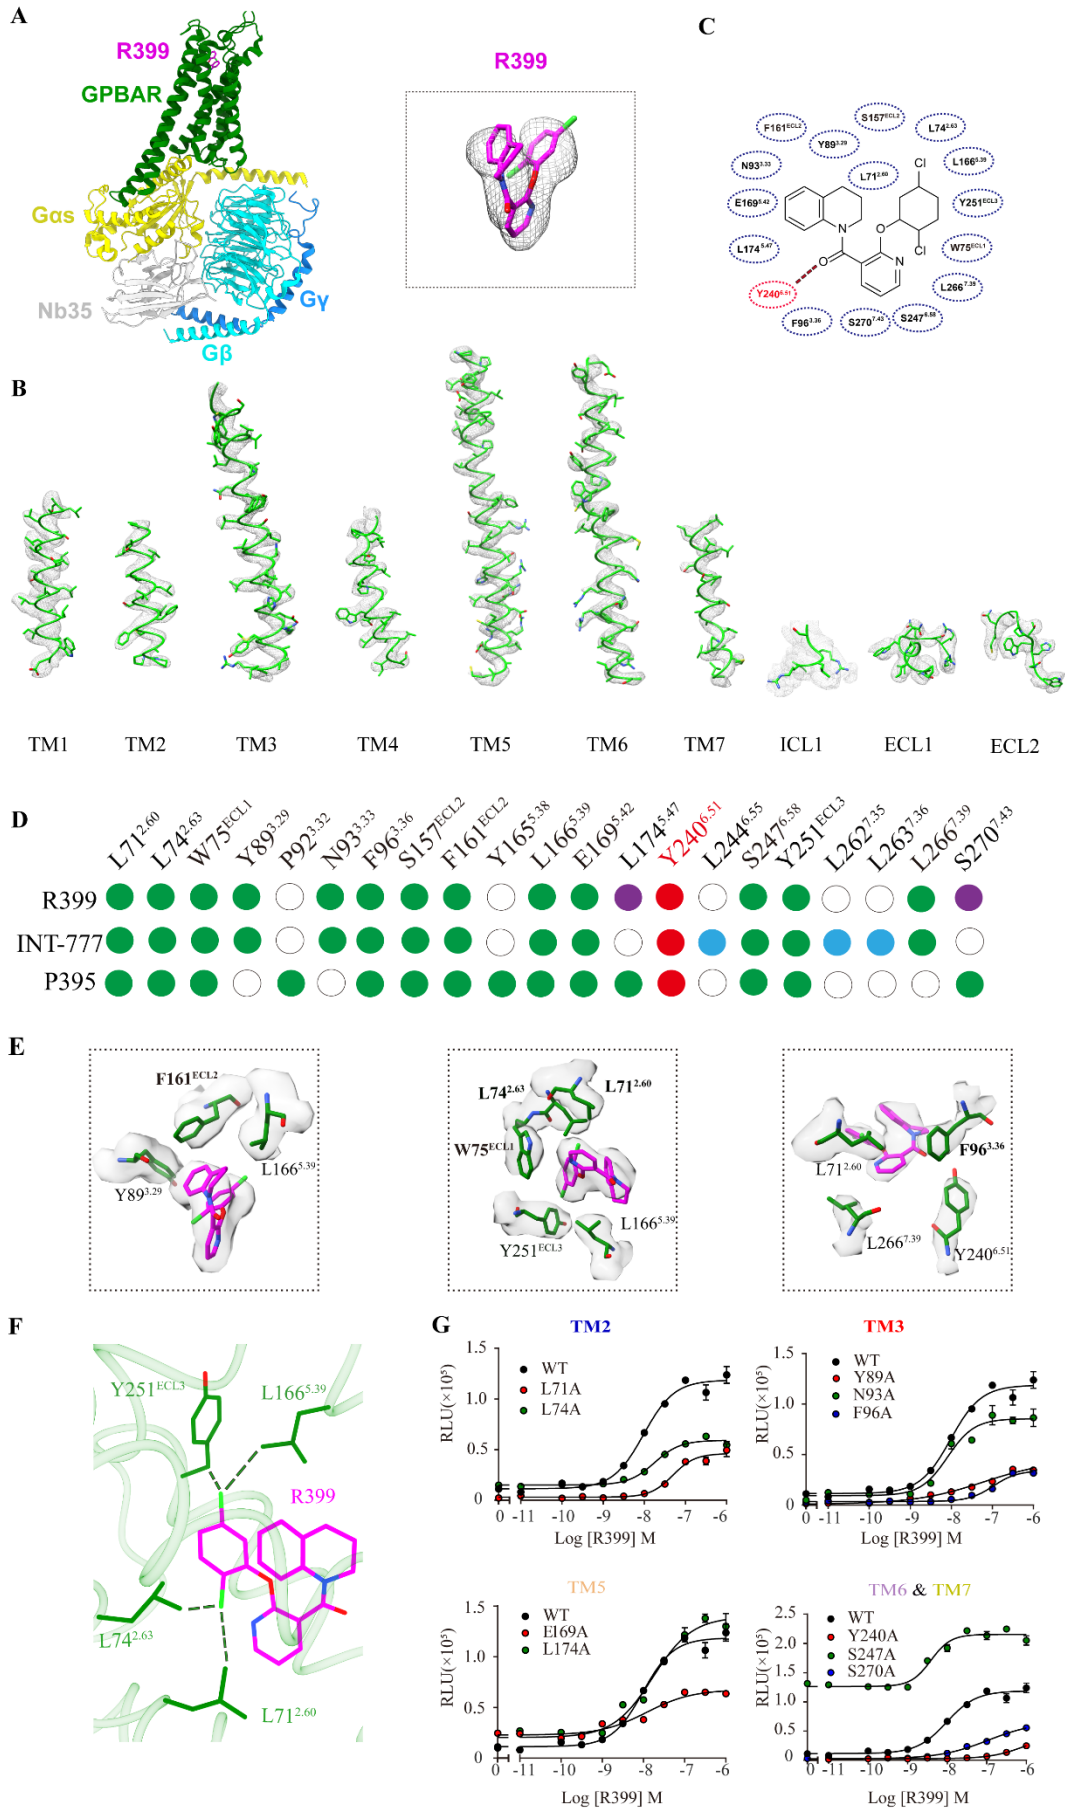 A
R399
GPBAR
Gαs
Nb35
Gγ
Gβ
R399
C
F161ECL2
S157ECL2
Y893.29
L742.63
N933.33
L712.60
L1665.39
Cl
E1695.42
Y251ECL3
N
O
L1745.47
O
Cl
W75ECL1
N
Y2406.51
L2667.39
F963.36
S2707.43
S2476.58
B
TM1
TM2
TM3
TM4
TM5
TM6
TM7
ICL1
ECL1
ECL2
D
L712.60
L742.63
W75ECL1
Y893.29
P923.32
N933.33
F963.36
S157ECL2
F161ECL2
Y1655.38
L1665.39
E1695.42
L1745.47
Y2406.51
L2446.55
S2476.58
Y251ECL3
L2627.35
L2637.36
L2667.39
S2707.43
R399
INT-777
P395
E
F161ECL2
L1665.39
Y893.29
L742.63
L712.60
W75ECL1
L1665.39
Y251ECL3
L712.60
F963.36
L2667.39
Y2406.51
F
Y251ECL3
L1665.39
R399
L742.63
L712.60
G
TM2
RLU(×10⁵)
1.5
1.0
0.5
0
WT
L71A
L74A
0 -11 -10 -9 -8 -7 -6
Log [R399] M
TM3
RLU(×10⁵)
1.5
1.0
0.5
0
WT
Y89A
N93A
F96A
0 -11 -10 -9 -8 -7 -6
Log [R399] M
TM5
RLU(×10⁵)
1.5
1.0
0.5
0
WT
E169A
L174A
0 -11 -10 -9 -8 -7 -6
Log [R399] M
TM6 & TM7
RLU(×10⁵)
2.5
2.0
1.5
1.0
0.5
0
WT
Y240A
S247A
S270A
0 -11 -10 -9 -8 -7 -6
Log [R399] M